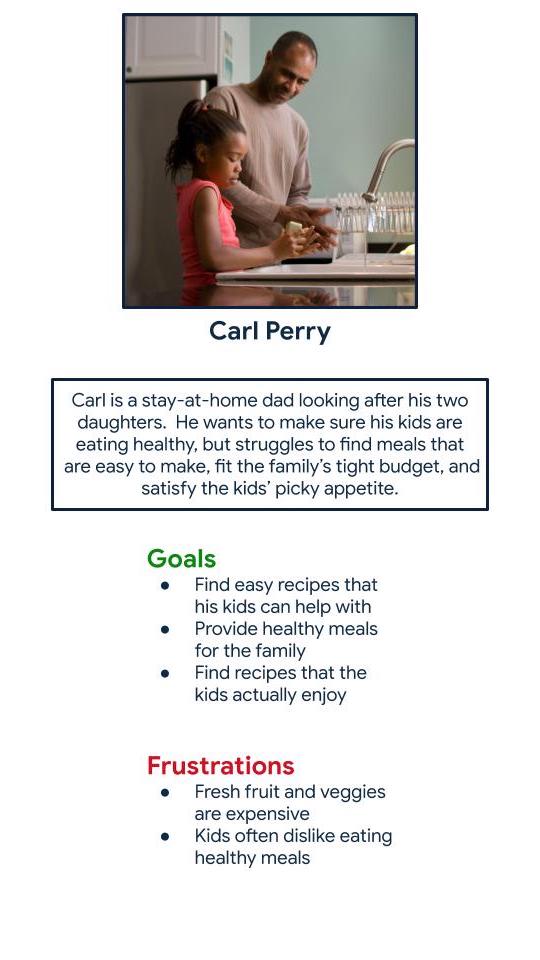 Carl Perry
Carl is a stay-at-home dad looking after his two
daughters.  He wants to make sure his kids are
eating healthy, but struggles to find meals that
are easy to make, fit the family's tight budget, and
satisfy the kids' picky appetite.
Goals
● Find easy recipes that
his kids can help with
● Provide healthy meals
for the family
● Find recipes that the
kids actually enjoy
Frustrations
● Fresh fruit and veggies
are expensive
● Kids often dislike eating
healthy meals